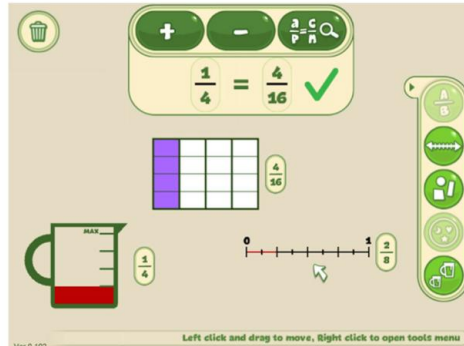 + - a/p = c/n
1/4 = 4/16
4/16
MAX
1/4
0 1
2/8
A/B
Left click and drag to move, Right click to open tools menu